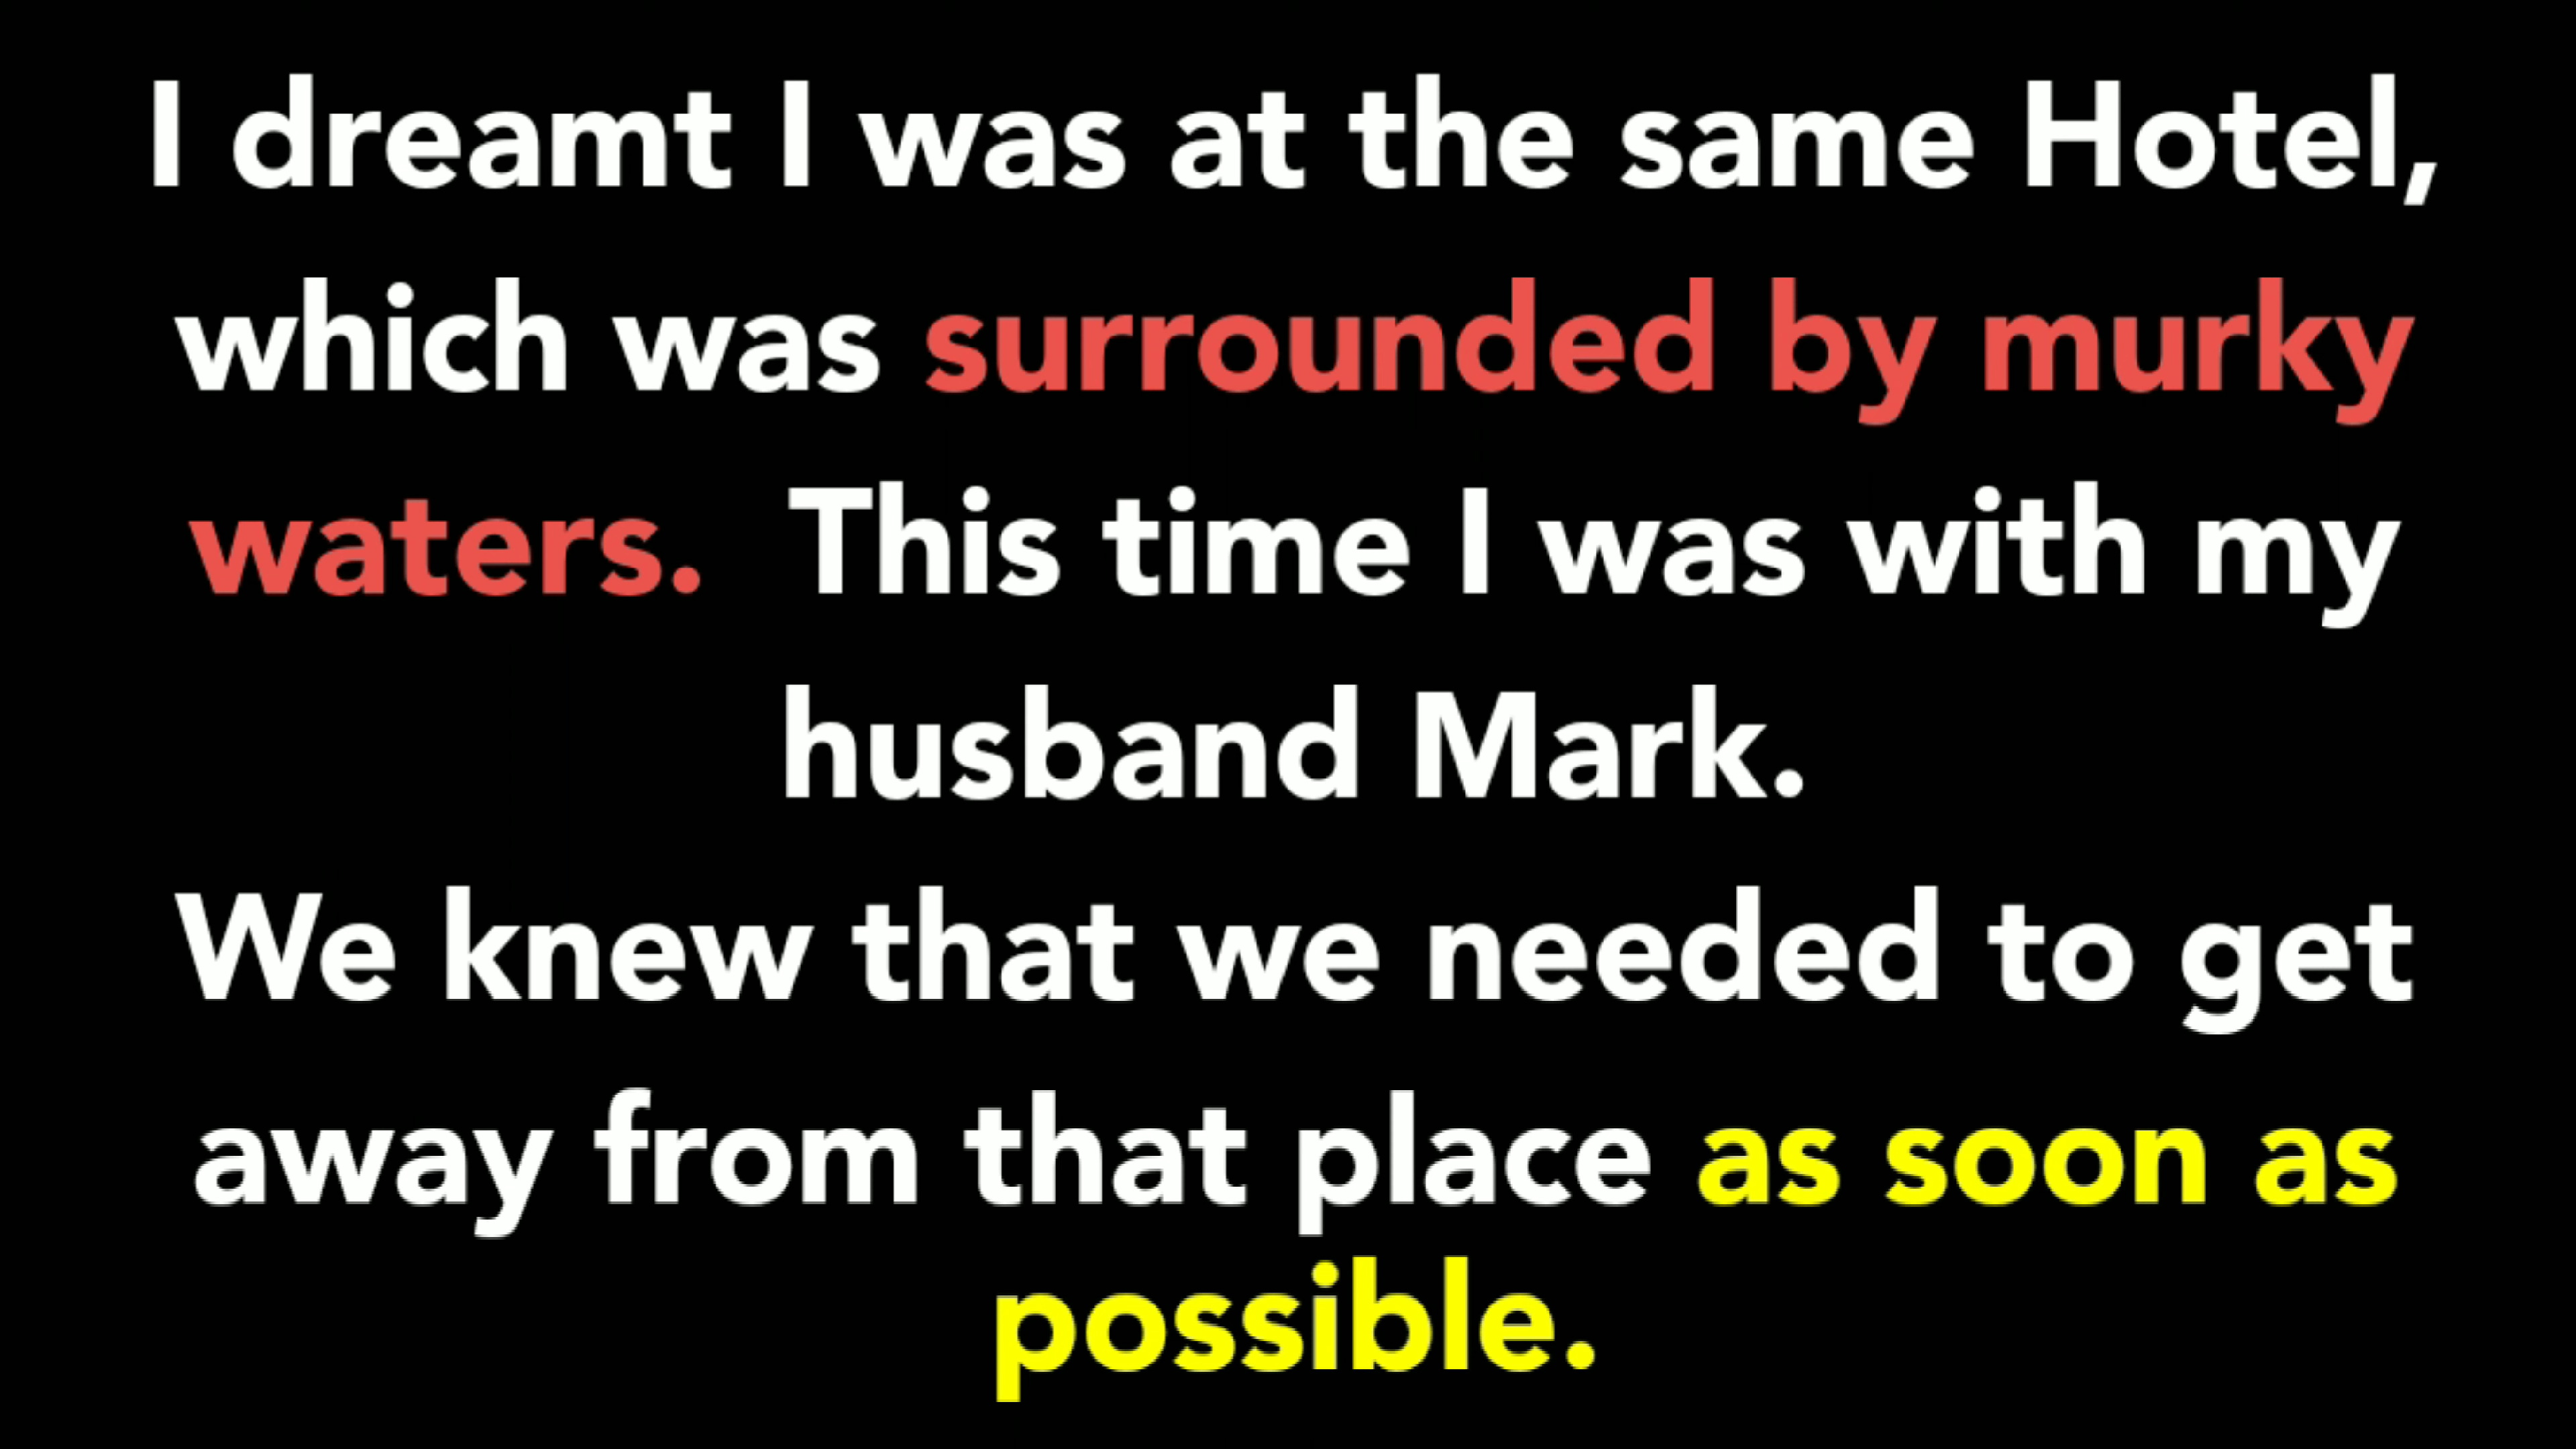 I dreamt I was at the same Hotel,
which was surrounded by murky
waters.  This time I was with my
husband Mark.
We knew that we needed to get
away from that place as soon as
possible.